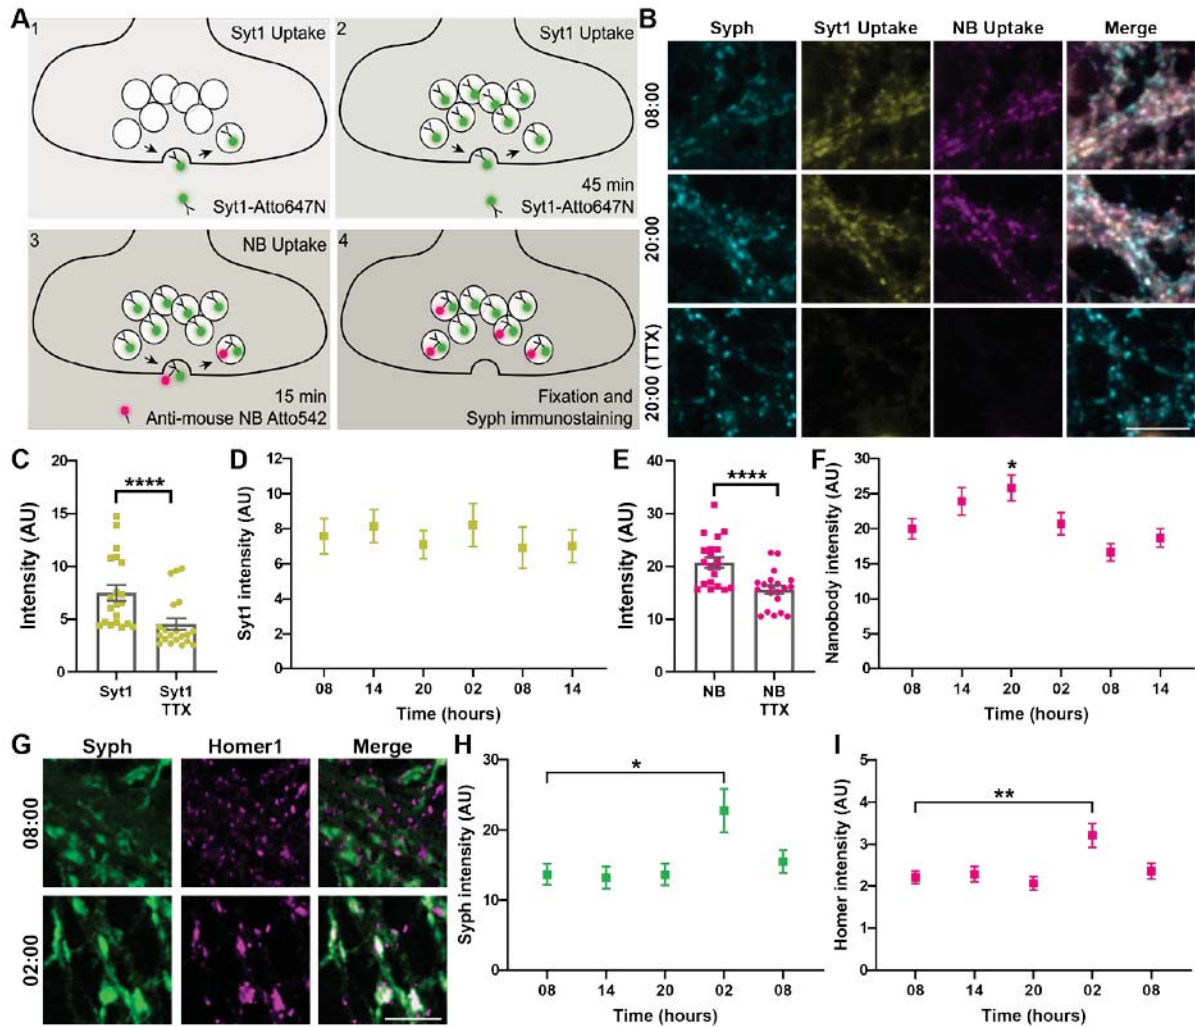 A
1
Syt1 Uptake
Syt1-Atto647N
2
Syt1 Uptake
45 min
Syt1-Atto647N
3
NB Uptake
15 min
Anti-mouse NB Atto542
4
Fixation and
Syph immunostaining
B
Syph
Syt1 Uptake
NB Uptake
Merge
08:00
20:00
20:00 (TTX)
C
Intensity (AU)
20
15
10
5
0
****
Syt1
Syt1
TTX
D
Syt1 intensity (AU)
12
10
8
6
4
2
0
08
14
20
02
08
14
Time (hours)
E
Intensity (AU)
40
30
20
10
0
****
NB
NB
TTX
F
Nanobody intensity (AU)
30
25
20
15
10
5
0
*
08
14
20
02
08
14
Time (hours)
G
Syph
Homer1
Merge
08:00
02:00
H
Syph intensity (AU)
30
20
10
0
*
08
14
20
02
08
Time (hours)
I
Homer intensity (AU)
5
4
3
2
1
0
**
08
14
20
02
08
Time (hours)